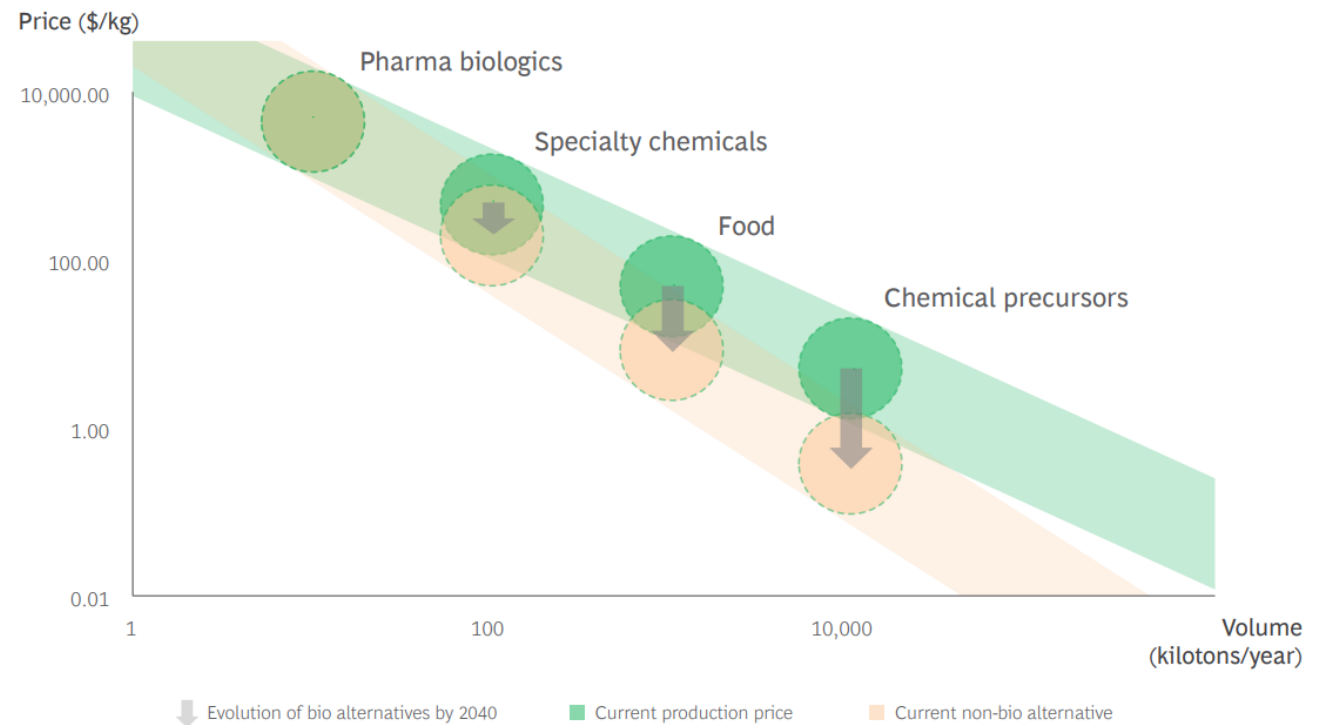 Price ($/kg)
Pharma biologics
10,000.00
Specialty chemicals
Food
100.00
Chemical precursors
1.00
0.01
1
100
10,000
Volume
(kilotons/year)
Evolution of bio alternatives by 2040
Current production price
Current non-bio alternative